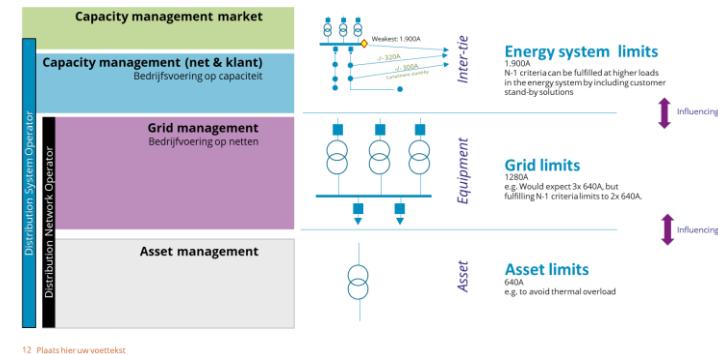 Capacity management market
Capacity management (net & klant)
Bedrijfsvoering op capaciteit
Grid management
Bedrijfvoering op netten
Asset management
Distribution System Operator
Distribution Network Operator
Weakest: 1.900A
-/- 320A
-/- 300A
stand-by
Inter-tie
Equipment
Asset
Energy system limits
1.900A
N-1 criteria can be fulfilled at higher loads
in the energy system by including customer
stand-by solutions
Influencing
Grid limits
1280A
e.g. Would expect 3x 640A, but
fulfilling N-1 criteria limits to 2x 640A.
Influencing
Asset limits
640A
e.g. to avoid thermal overload
12 Plaats hier uw voettekst